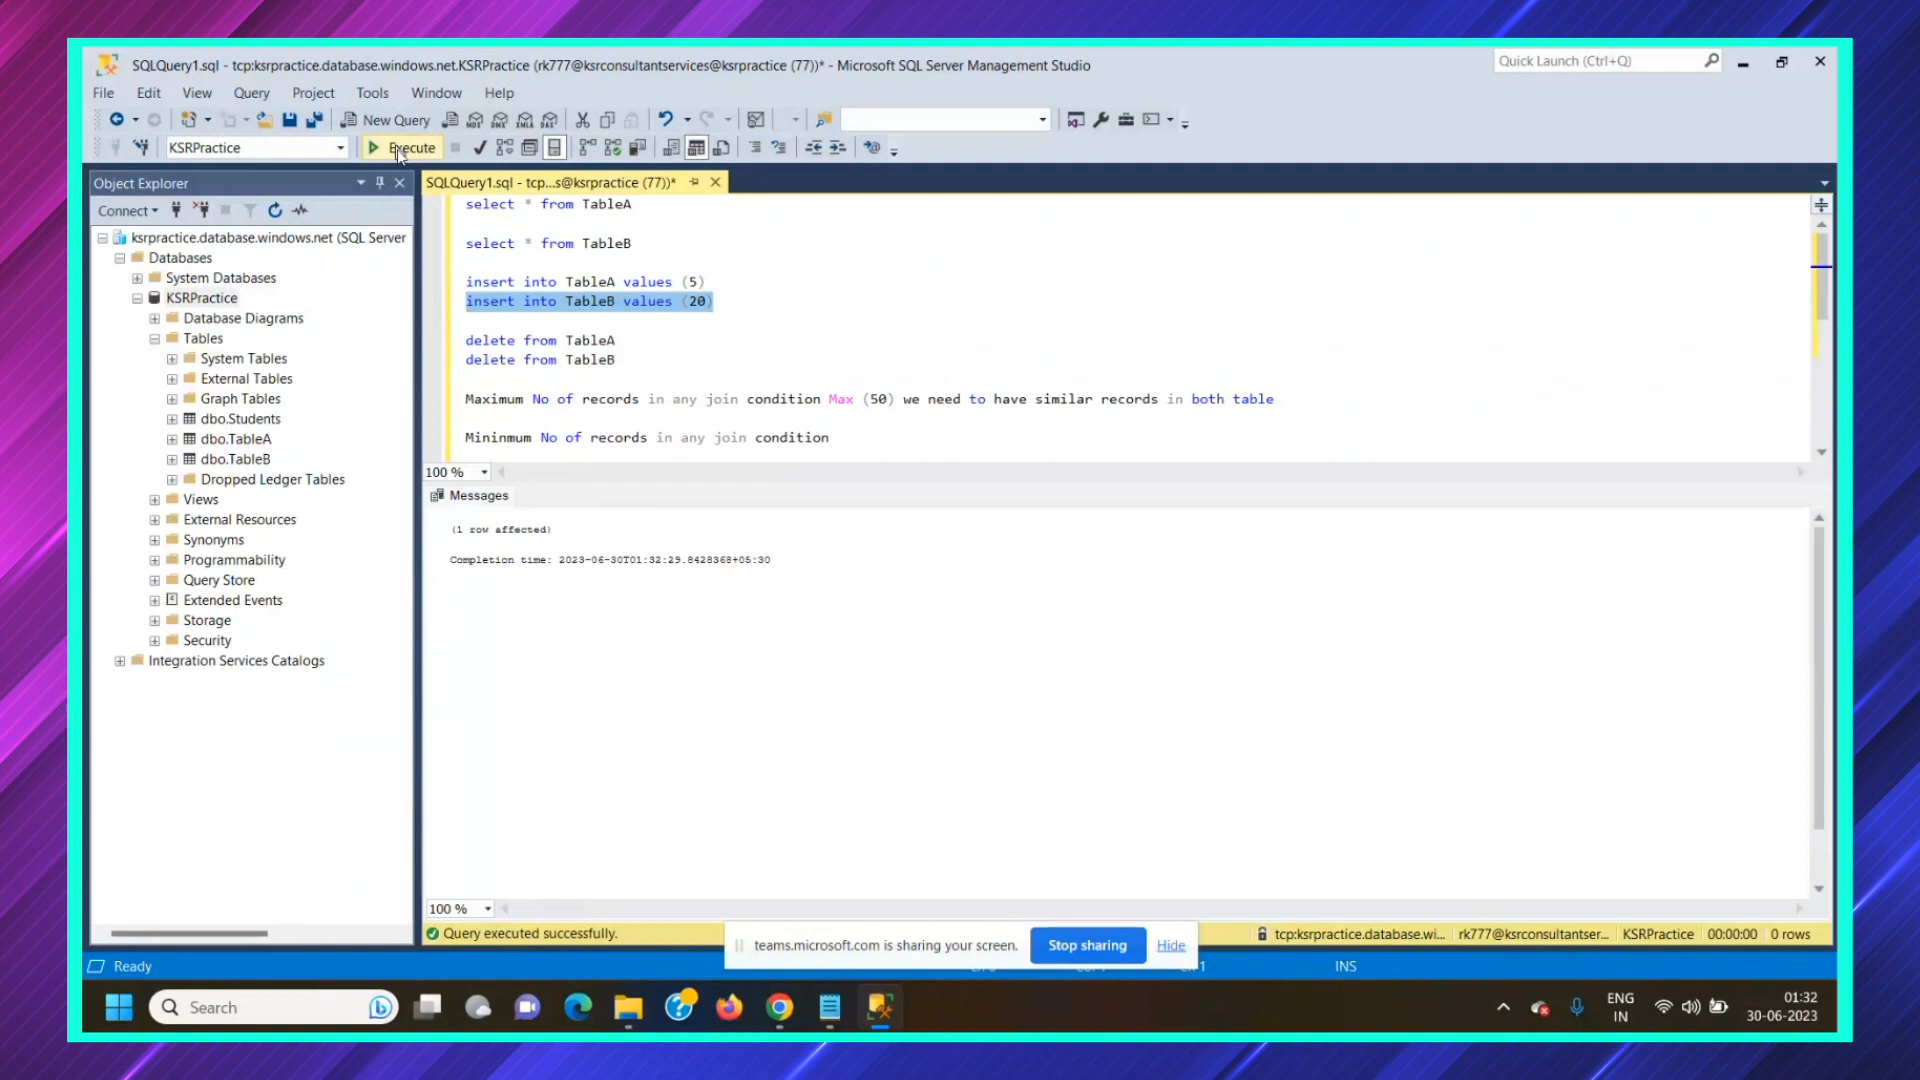 SQLQuery1.sql - tcp:ksrpractice.database.windows.net.KSRPractice (rk777@ksrconsultantservices@ksrpractice (77))* - Microsoft SQL Server Management Studio
Quick Launch (Ctrl+Q)
File Edit View Query Project Tools Window Help
New Query
KSRPractice Execute
Object Explorer
SQLQuery1.sql - tcp...s@ksrpractice (77))*
Connect
ksrpractice.database.windows.net (SQL Server
Databases
System Databases
KSRPractice
Database Diagrams
Tables
System Tables
External Tables
Graph Tables
dbo.Students
dbo.TableA
dbo.TableB
Dropped Ledger Tables
Views
External Resources
Synonyms
Programmability
Query Store
Extended Events
Storage
Security
Integration Services Catalogs
select * from TableA
select * from TableB
insert into TableA values (5)
insert into TableB values (20)
delete from TableA
delete from TableB
Maximum No of records in any join condition Max (50) we need to have similar records in both table
Mininmum No of records in any join condition
100 %
Messages
(1 row affected)
Completion time: 2023-06-30T01:32:29.8428368+05:30
100 %
Query executed successfully.
tcp:ksrpractice.database.wi... rk777@ksrconsultantser... KSRPractice 00:00:00 0 rows
teams.microsoft.com is sharing your screen. Stop sharing Hide
Ready INS
Search
ENG
IN
01:32
30-06-2023